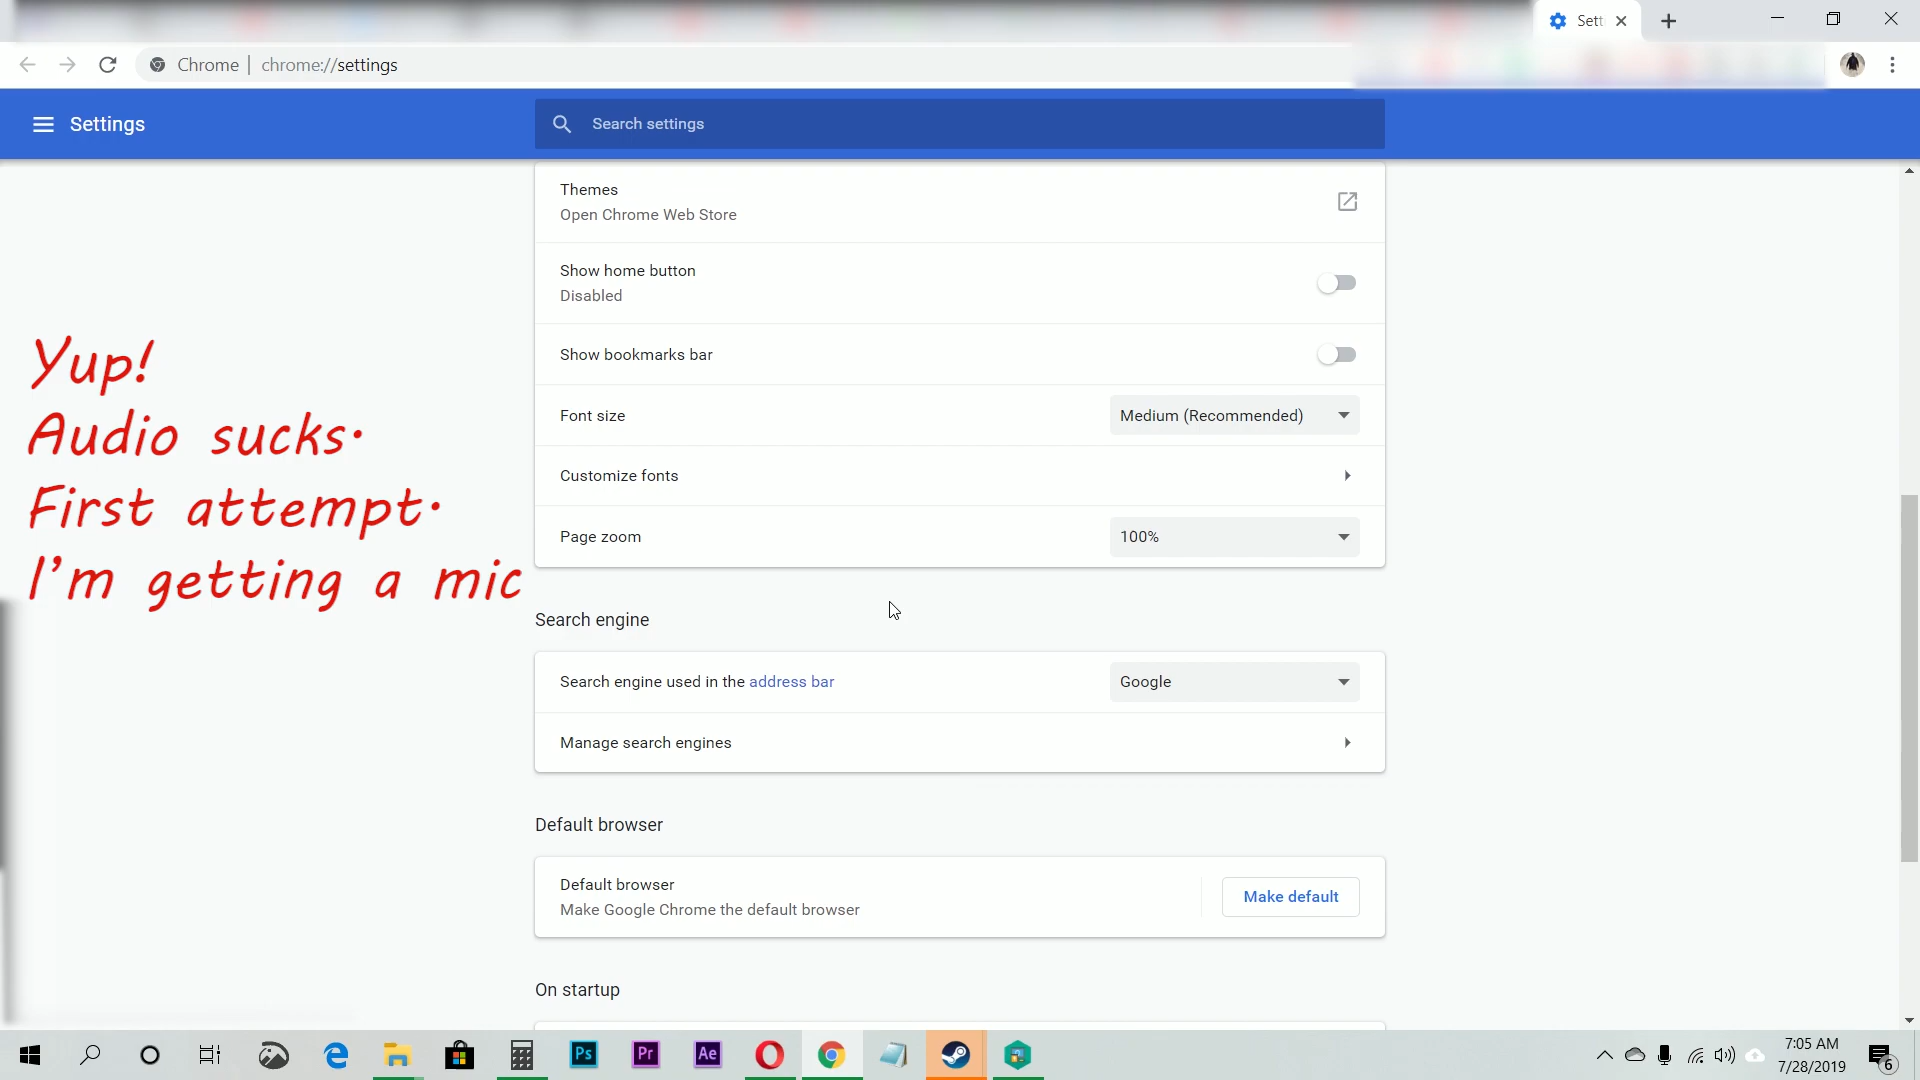 Sett
Chrome | chrome://settings
Settings
Search settings
Themes
Open Chrome Web Store
Show home button
Disabled
Show bookmarks bar
Font size
Medium (Recommended)
Customize fonts
Page zoom
100%
Yup!
Audio sucks.
First attempt.
I'm getting a mic
Search engine
Search engine used in the address bar
Google
Manage search engines
Default browser
Default browser
Make Google Chrome the default browser
Make default
On startup
Ps
Pr
Ae
7:05 AM
7/28/2019
6